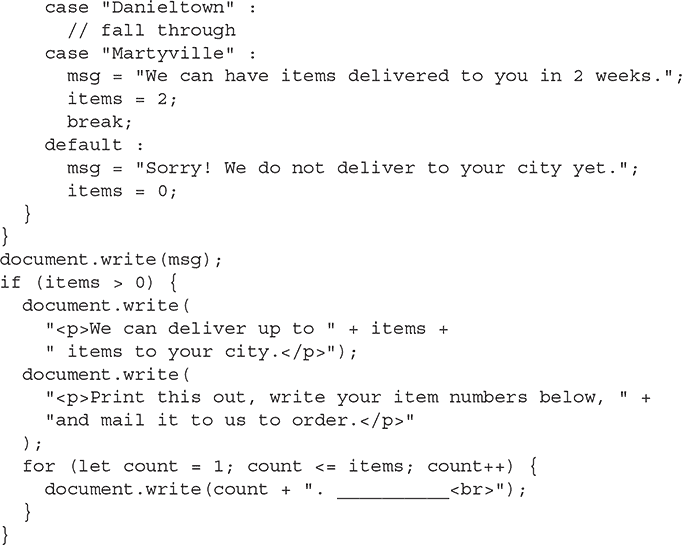 case "Danieltown" :
      // fall through
    case "Martyville" :
      msg = "We can have items delivered to you in 2 weeks.";
      items = 2;
      break;
    default :
      msg = "Sorry! We do not deliver to your city yet.";
      items = 0;
  }
}
document.write(msg);
if (items > 0) {
  document.write(
    "<p>We can deliver up to " + items +
    " items to your city.</p>");
  document.write(
    "<p>Print this out, write your item numbers below, " +
    "and mail it to us to order.</p>"
  );
  for (let count = 1; count <= items; count++) {
    document.write(count + ". __________<br>");
  }
}